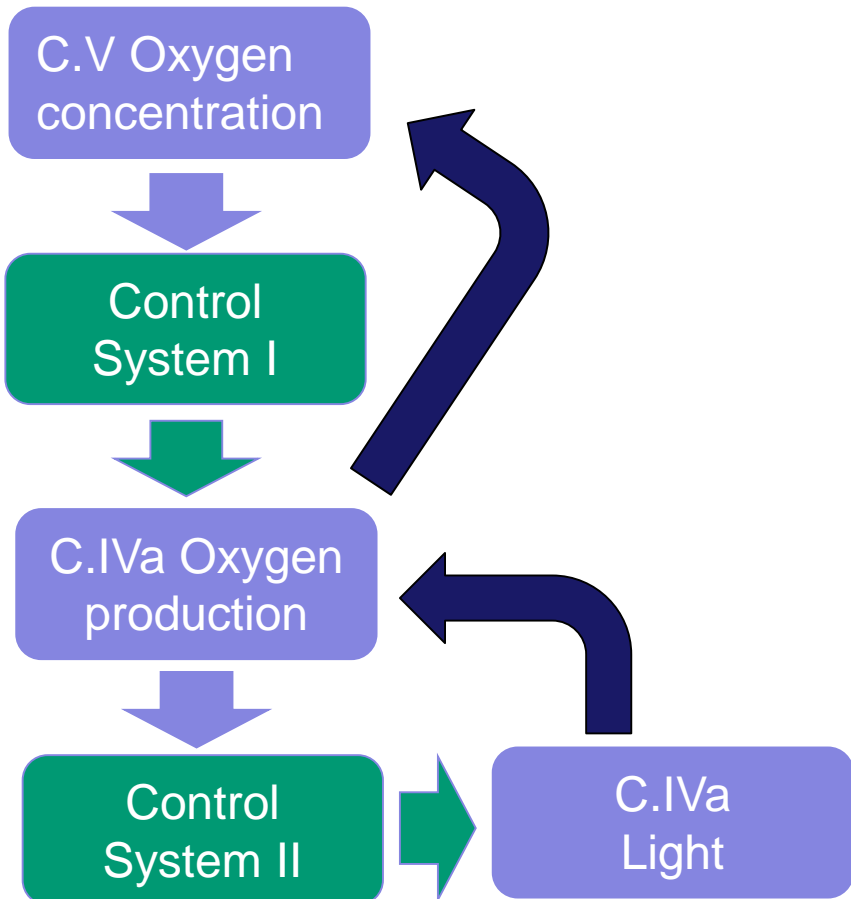 C.V Oxygen
concentration
Control
System I
C.IVa Oxygen
production
Control
System II
C.IVa
Light